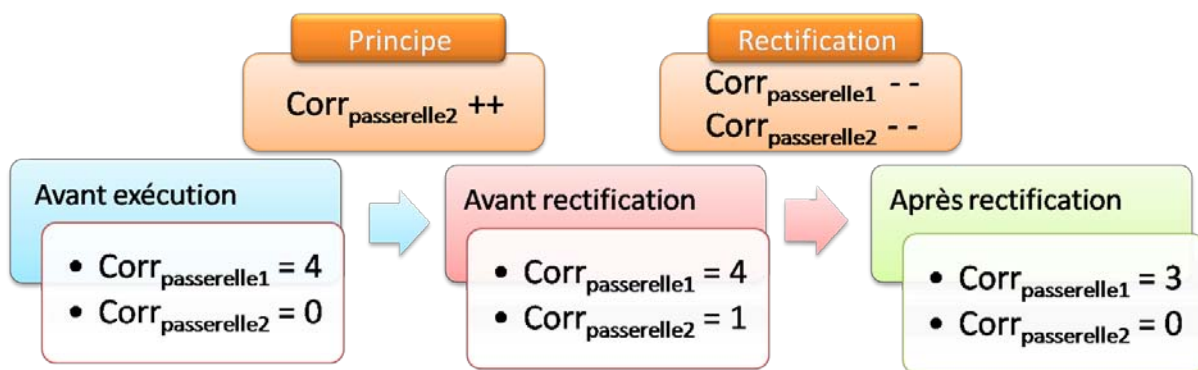 Principe
Corrpasserelle2 ++
Rectification
Corrpasserelle1 - -
Corrpasserelle2 - -
Avant exécution
• Corrpasserelle1 = 4
• Corrpasserelle2 = 0
Avant rectification
• Corrpasserelle1 = 4
• Corrpasserelle2 = 1
Après rectification
• Corrpasserelle1 = 3
• Corrpasserelle2 = 0